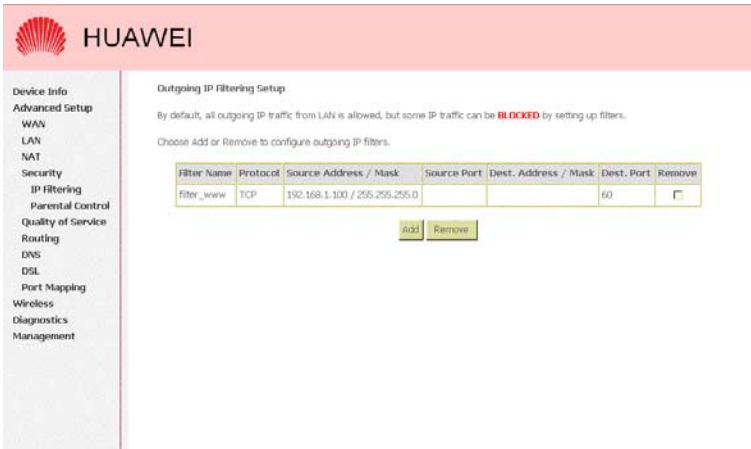 HUAWEI
Device Info
Advanced Setup
WAN
LAN
NAT
Security
IP Filtering
Parental Control
Quality of Service
Routing
DNS
DSL
Port Mapping
Wireless
Diagnostics
Management
Outgoing IP Filtering Setup
By default, all outgoing IP traffic from LAN is allowed, but some IP traffic can be BLOCKED by setting up filters.
Choose Add or Remove to configure outgoing IP filters.
Filter Name Protocol Source Address / Mask Source Port Dest. Address / Mask Dest. Port Remove
filter_www TCP 192.168.1.100 / 255.255.255.0 60
Add Remove